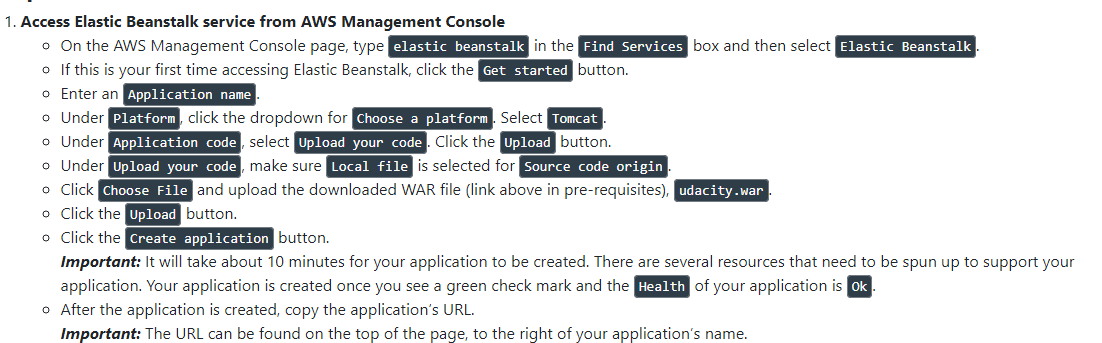 1. Access Elastic Beanstalk service from AWS Management Console
On the AWS Management Console page, type elastic beanstalk in the Find Services box and then select Elastic Beanstalk.
If this is your first time accessing Elastic Beanstalk, click the Get started button.
Enter an Application name.
Under Platform, click the dropdown for Choose a platform. Select Tomcat.
Under Application code, select Upload your code. Click the Upload button.
Under Upload your code, make sure Local file is selected for Source code origin.
Click Choose File and upload the downloaded WAR file (link above in pre-requisites), udacity.war.
Click the Upload button.
Click the Create application button.
Important: It will take about 10 minutes for your application to be created. There are several resources that need to be spun up to support your
application. Your application is created once you see a green check mark and the Health of your application is Ok.
After the application is created, copy the application's URL.
Important: The URL can be found on the top of the page, to the right of your application's name.